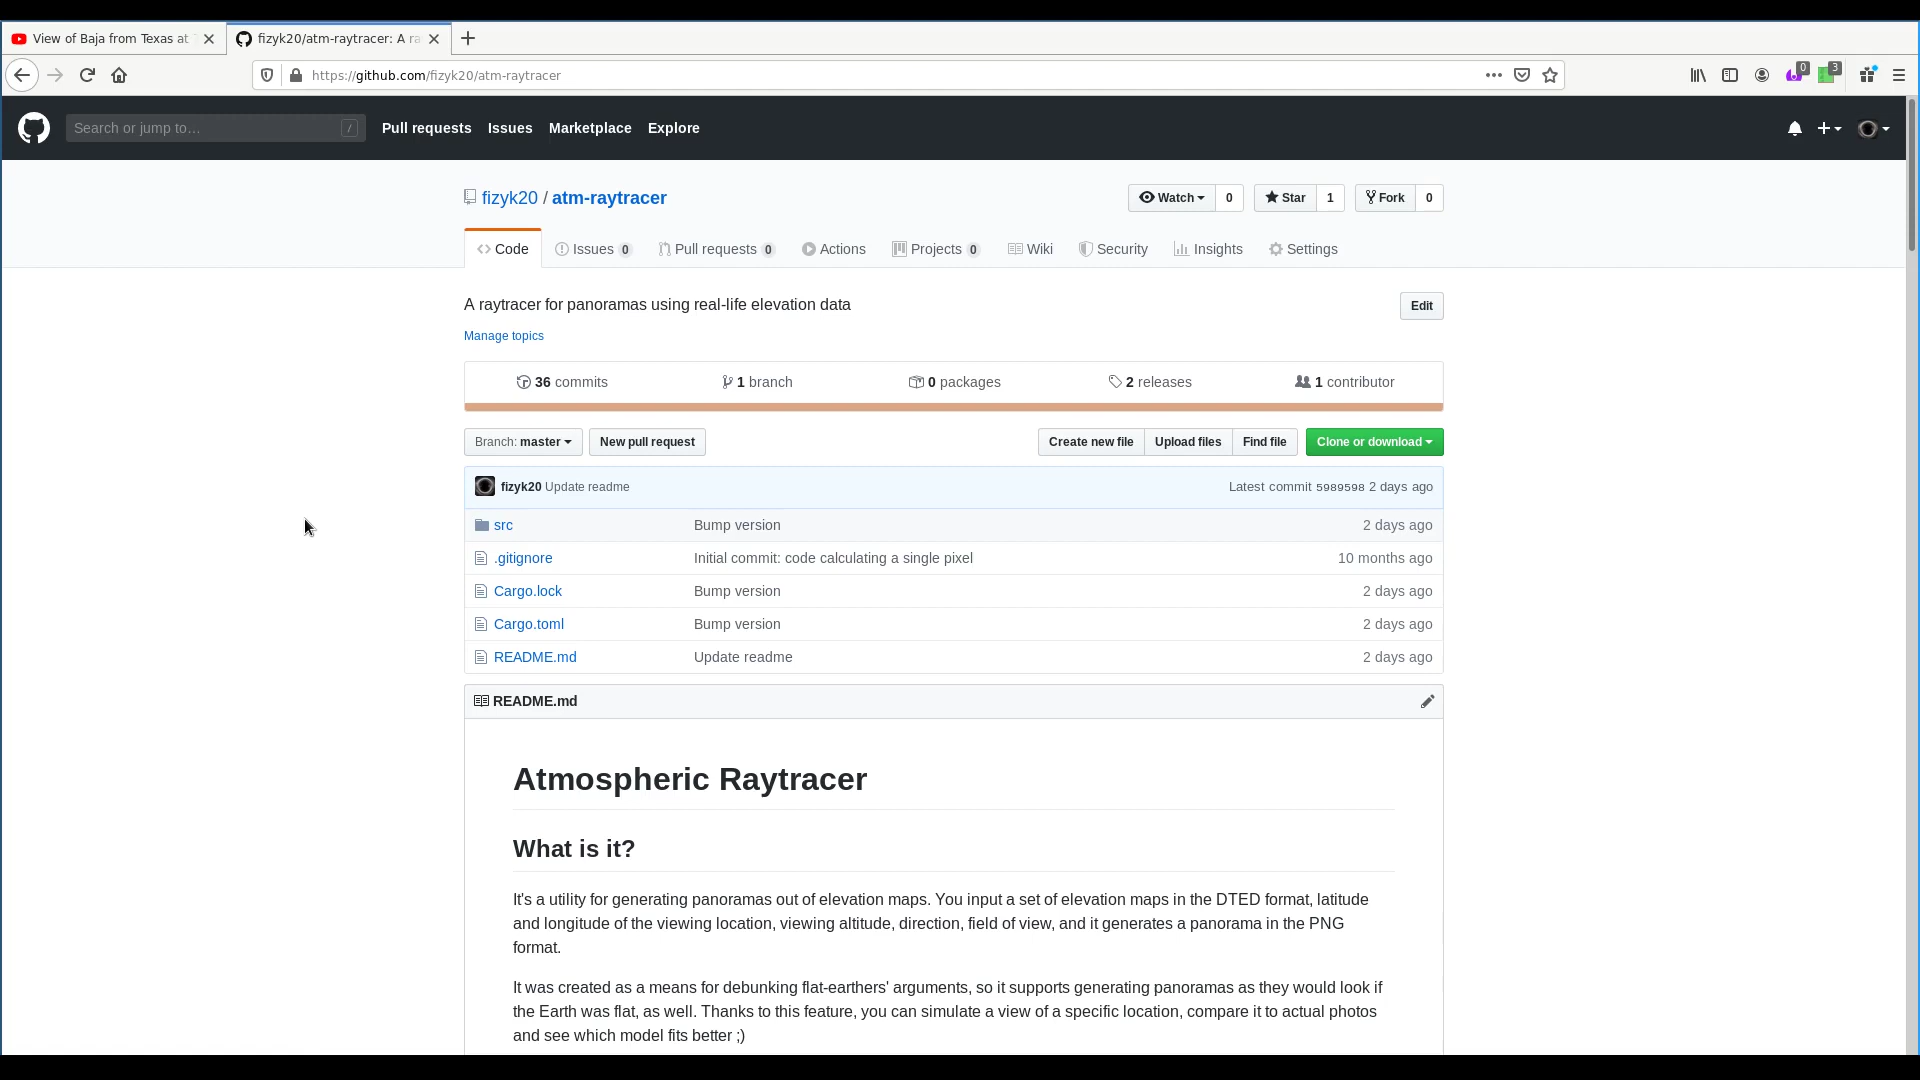 View of Baja from Texas at
fizyk20/atm-raytracer: A ra
https://github.com/fizyk20/atm-raytracer
0
3
Search or jump to…
/
Pull requests
Issues
Marketplace
Explore
fizyk20 / atm-raytracer
Watch 0
Star 1
Fork 0
Code
Issues 0
Pull requests 0
Actions
Projects 0
Wiki
Security
Insights
Settings
A raytracer for panoramas using real-life elevation data
Edit
Manage topics
36 commits
1 branch
0 packages
2 releases
1 contributor
Branch: master
New pull request
Create new file
Upload files
Find file
Clone or download
fizyk20 Update readme
Latest commit 5989598 2 days ago
src Bump version 2 days ago
.gitignore Initial commit: code calculating a single pixel 10 months ago
Cargo.lock Bump version 2 days ago
Cargo.toml Bump version 2 days ago
README.md Update readme 2 days ago
README.md
Atmospheric Raytracer
What is it?
It's a utility for generating panoramas out of elevation maps. You input a set of elevation maps in the DTED format, latitude
and longitude of the viewing location, viewing altitude, direction, field of view, and it generates a panorama in the PNG
format.
It was created as a means for debunking flat-earthers' arguments, so it supports generating panoramas as they would look if
the Earth was flat, as well. Thanks to this feature, you can simulate a view of a specific location, compare it to actual photos
and see which model fits better ;)